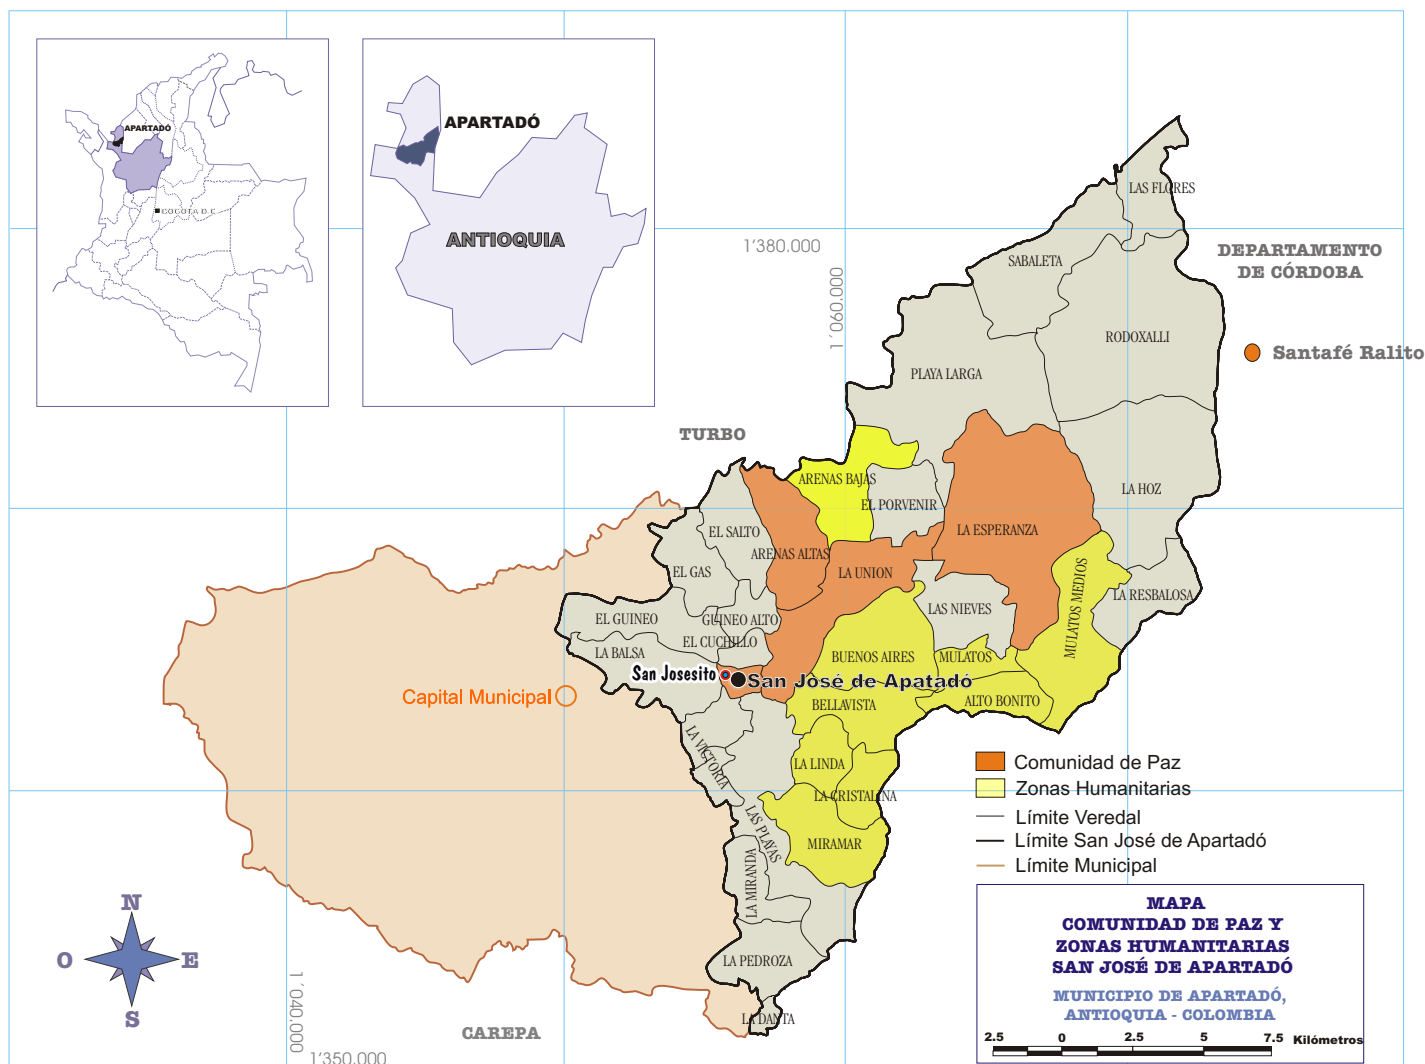 APARTADÓ
BOGOTA D.C
APARTADÓ
ANTIOQUIA
1'380.000
1'060.000
DEPARTAMENTO
DE CÓRDOBA
Santafé Ralito
LAS FLORES
SABALETA
RODOXALLI
PLAYA LARGA
TURBO
ARENAS BAJAS
EL PORVENIR
LA HOZ
LA ESPERANZA
EL SALTO
ARENAS ALTAS
LA UNION
EL GAS
MULATOS MEDIOS
LA RESBALOSA
LAS NIEVES
EL GUINEO
GUINEO ALTO
EL CUCHILLO
LA BALSA
BUENOS AIRES
MULATOS
San Josesito
San José de Apatadó
Capital Municipal
BELLAVISTA
ALTO BONITO
LA VICTORIA
LA LINDA
LA CRISTALINA
LAS PLAYAS
MIRAMAR
LA MIRANDA
LA PEDROZA
LA DANTA
Comunidad de Paz
Zonas Humanitarias
Límite Veredal
Límite San José de Apartadó
Límite Municipal
N
O
E
S
1'040.000
1'350.000
CAREPA
MAPA
COMUNIDAD DE PAZ Y
ZONAS HUMANITARIAS
SAN JOSÉ DE APARTADÓ
MUNICIPIO DE APARTADÓ,
ANTIOQUIA - COLOMBIA
2.5 0 2.5 5 7.5 Kilómetros